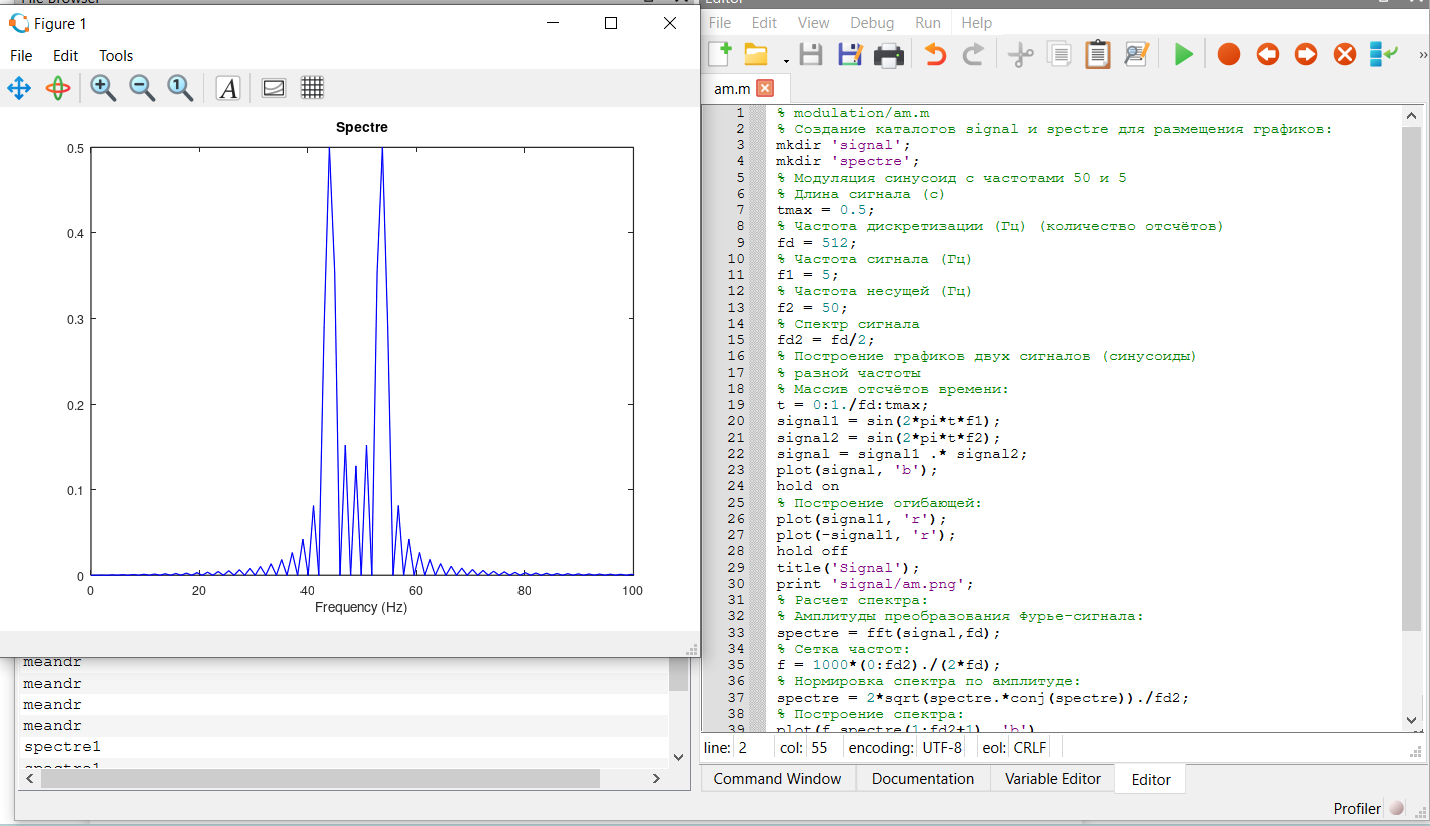 Figure 1
File Edit Tools
Spectre
0.5
0.4
0.3
0.2
0.1
0
0 20 40 60 80 100
Frequency (Hz)
meandr
meandr
meandr
meandr
spectre1
Editor
File Edit View Debug Run Help
am.m
1 % modulation/am.m
2 % Создание каталогов signal и spectre для размещения графиков:
3 mkdir 'signal';
4 mkdir 'spectre';
5 % Модуляция синусоид с частотами 50 и 5
6 % Длина сигнала (с)
7 tmax = 0.5;
8 % Частота дискретизации (Гц) (количество отсчётов)
9 fd = 512;
10 % Частота сигнала (Гц)
11 f1 = 5;
12 % Частота несущей (Гц)
13 f2 = 50;
14 % Спектр сигнала
15 fd2 = fd/2;
16 % Построение графиков двух сигналов (синусоиды)
17 % разной частоты
18 % Массив отсчётов времени:
19 t = 0:1./fd:tmax;
20 signal1 = sin(2*pi*t*f1);
21 signal2 = sin(2*pi*t*f2);
22 signal = signal1 .* signal2;
23 plot(signal, 'b');
24 hold on
25 % Построение огибающей:
26 plot(signal1, 'r');
27 plot(-signal1, 'r');
28 hold off
29 title('Signal');
30 print 'signal/am.png';
31 % Расчет спектра:
32 % Амплитуды преобразования Фурье-сигнала:
33 spectre = fft(signal,fd);
34 % Сетка частот:
35 f = 1000*(0:fd2)./(2*fd);
36 % Нормировка спектра по амплитуде:
37 spectre = 2*sqrt(spectre.*conj(spectre))./fd2;
38 % Построение спектра:
39 plot(f,spectre(1:fd2+1), 'b')
line: 2 col: 55 encoding: UTF-8 eol: CRLF
Command Window Documentation Variable Editor Editor
Profiler